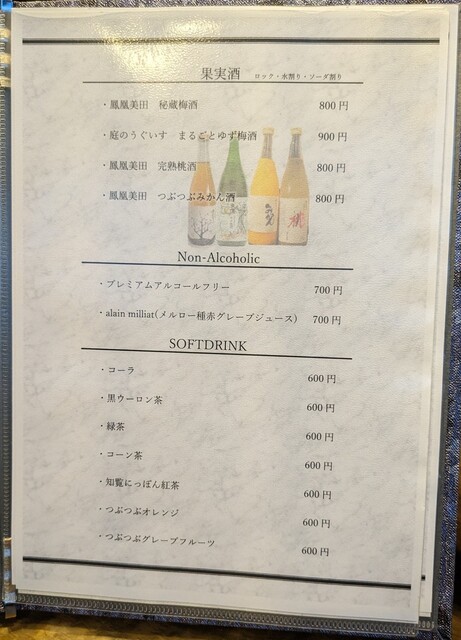 果実酒 ロック・水割り・ソーダ割り
・鳳凰美田 秘蔵梅酒 800円
・庭のうぐいす まるごとゆず梅酒 900円
・鳳凰美田 完熟桃酒 800円
・鳳凰美田 つぶつぶみかん酒 800円
Non-Alcoholic
・プレミアムアルコールフリー 700円
・alain milliat(メルロー種赤グレープジュース) 700円
SOFTDRINK
・コーラ 600円
・黒ウーロン茶 600円
・緑茶 600円
・コーン茶 600円
・知覧にっぽん紅茶 600円
・つぶつぶオレンジ 600円
・つぶつぶグレープフルーツ 600円